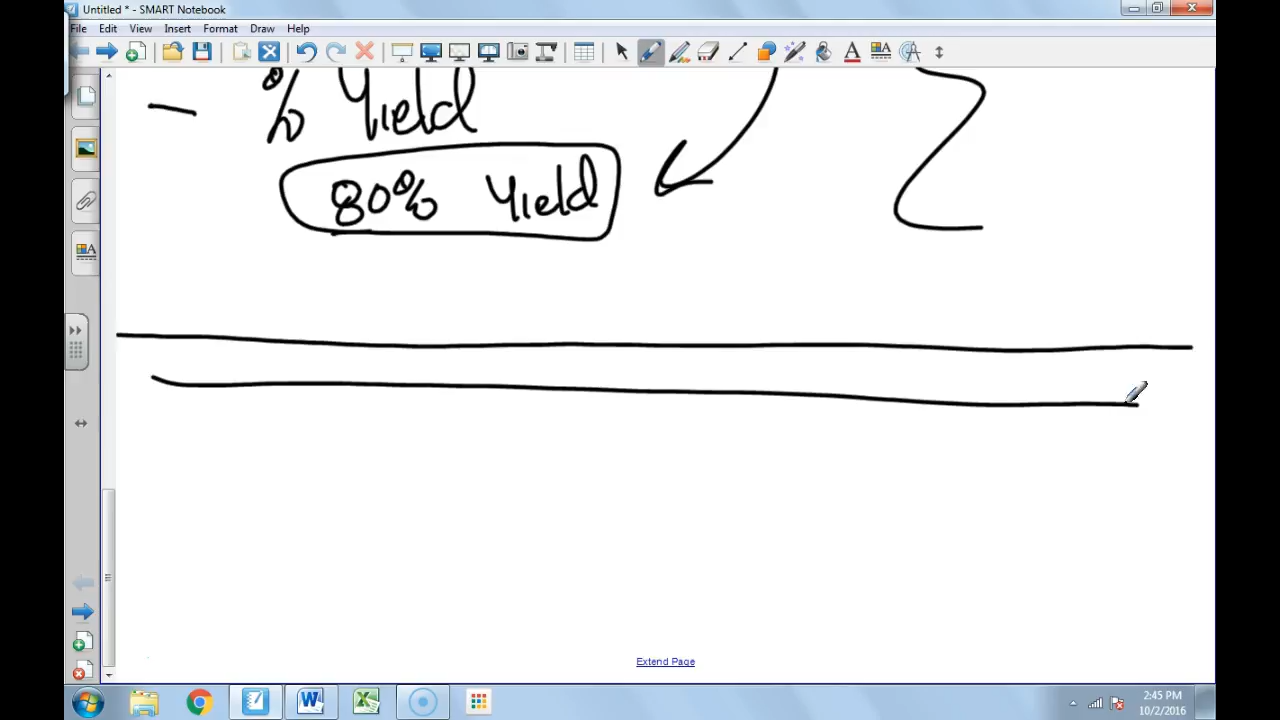 Untitled * - SMART Notebook
File Edit View Insert Format Draw Help
% Yield
80% Yield
Extend Page
2:45 PM
10/2/2016